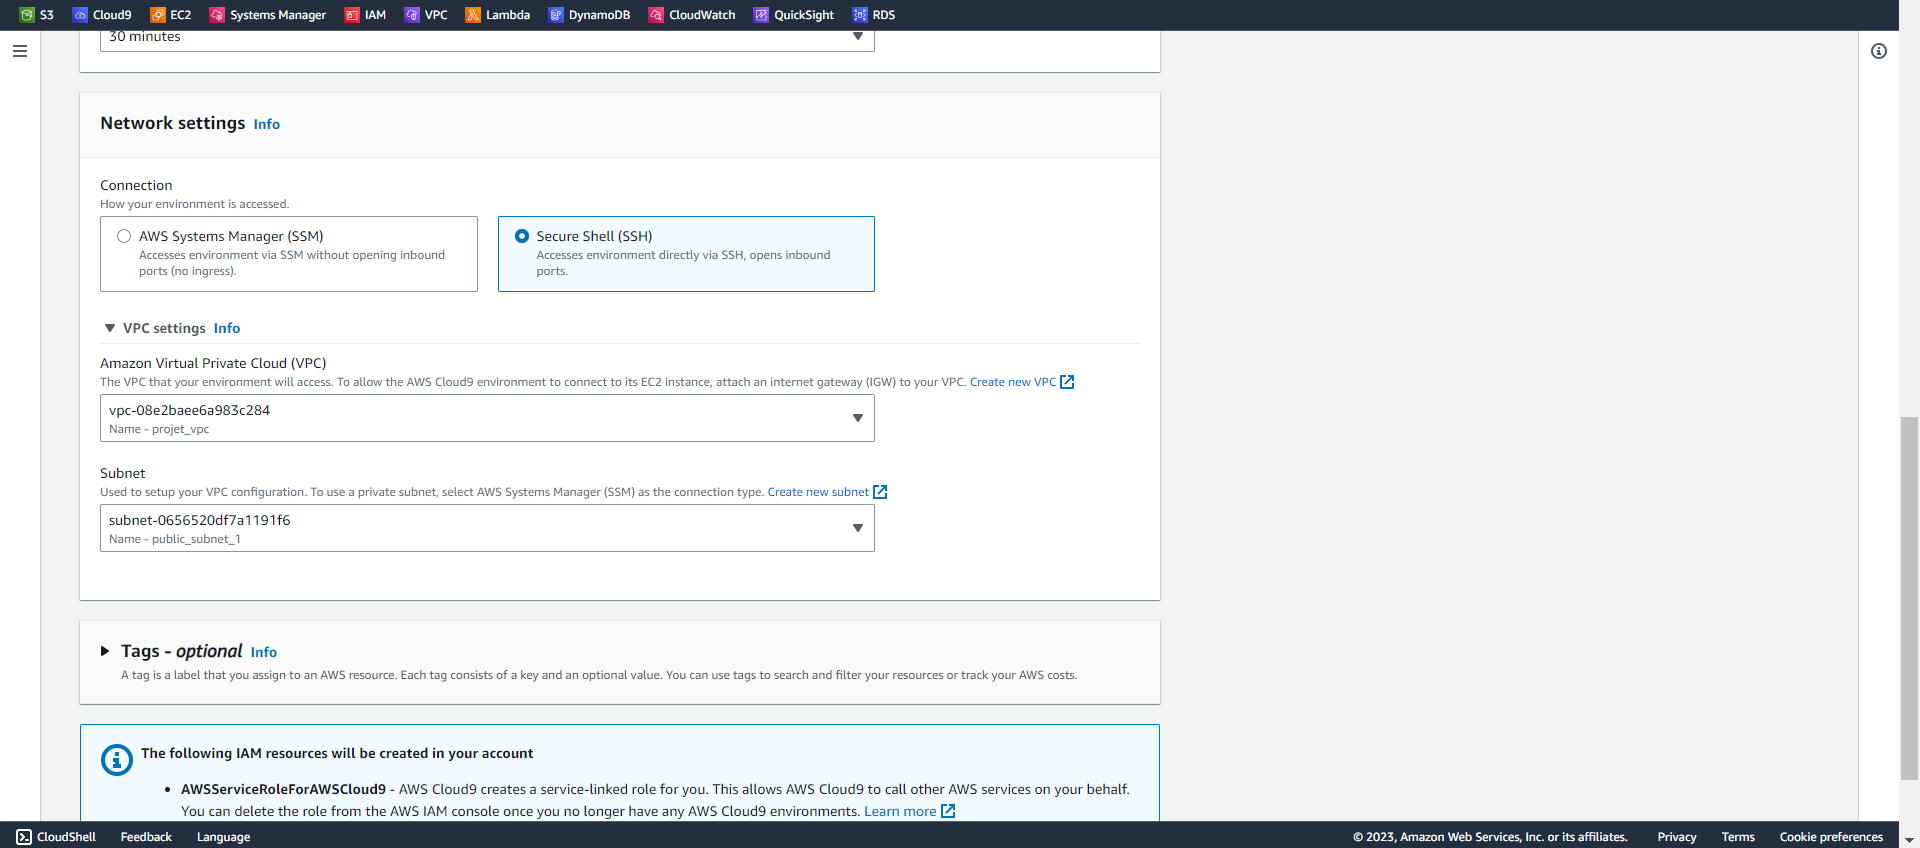 S3 Cloud9 EC2 Systems Manager IAM VPC Lambda DynamoDB CloudWatch QuickSight RDS
30 minutes
Network settings Info
Connection
How your environment is accessed.
AWS Systems Manager (SSM)
Accesses environment via SSM without opening inbound
ports (no ingress).
Secure Shell (SSH)
Accesses environment directly via SSH, opens inbound
ports.
VPC settings Info
Amazon Virtual Private Cloud (VPC)
The VPC that your environment will access. To allow the AWS Cloud9 environment to connect to its EC2 instance, attach an internet gateway (IGW) to your VPC. Create new VPC
vpc-08e2baee6a983c284
Name - projet_vpc
Subnet
Used to setup your VPC configuration. To use a private subnet, select AWS Systems Manager (SSM) as the connection type. Create new subnet
subnet-0656520df7a1191f6
Name - public_subnet_1
Tags - optional Info
A tag is a label that you assign to an AWS resource. Each tag consists of a key and an optional value. You can use tags to search and filter your resources or track your AWS costs.
The following IAM resources will be created in your account
• AWSServiceRoleForAWSCloud9 - AWS Cloud9 creates a service-linked role for you. This allows AWS Cloud9 to call other AWS services on your behalf.
You can delete the role from the AWS IAM console once you no longer have any AWS Cloud9 environments. Learn more
CloudShell Feedback Language © 2023, Amazon Web Services, Inc. or its affiliates. Privacy Terms Cookie preferences